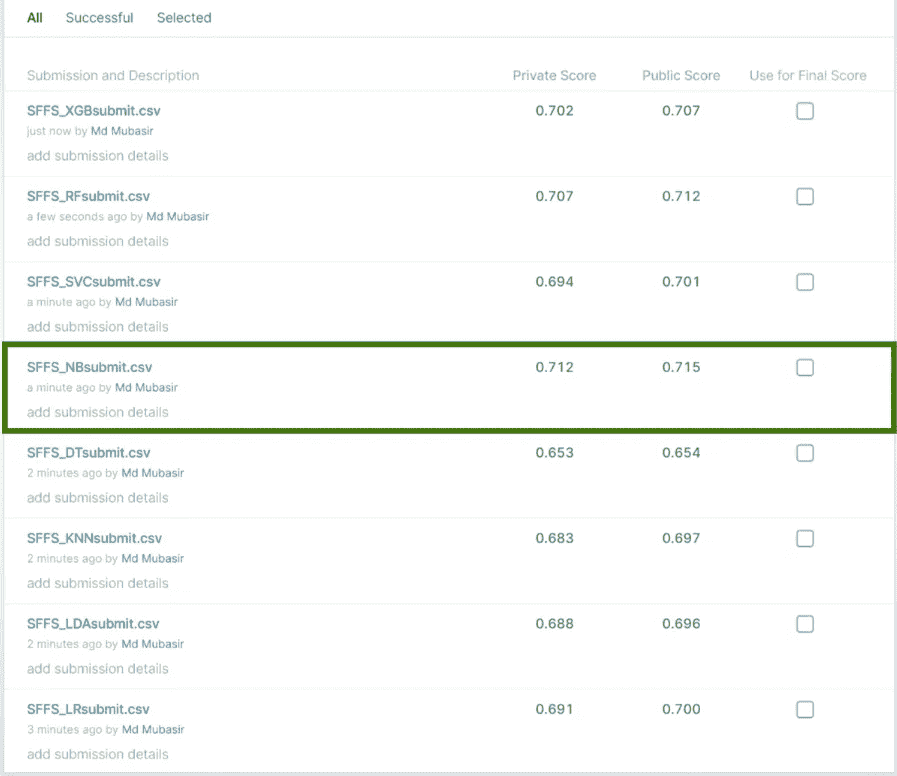 All Successful Selected
Submission and Description Private Score Public Score Use for Final Score
SFFS_XGBsubmit.csv 0.702 0.707
just now by Md Mubasir
add submission details
SFFS_RFsubmit.csv 0.707 0.712
a few seconds ago by Md Mubasir
add submission details
SFFS_SVCsubmit.csv 0.694 0.701
a minute ago by Md Mubasir
add submission details
SFFS_NBsubmit.csv 0.712 0.715
a minute ago by Md Mubasir
add submission details
SFFS_DTsubmit.csv 0.653 0.654
2 minutes ago by Md Mubasir
add submission details
SFFS_KNNsubmit.csv 0.683 0.697
2 minutes ago by Md Mubasir
add submission details
SFFS_LDAsubmit.csv 0.688 0.696
2 minutes ago by Md Mubasir
add submission details
SFFS_LRsubmit.csv 0.691 0.700
3 minutes ago by Md Mubasir
add submission details